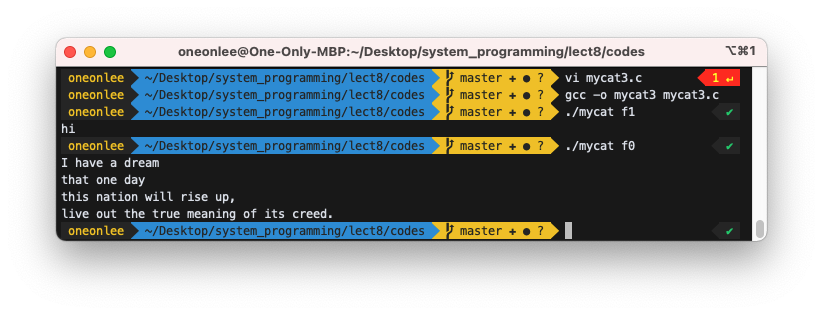 oneonlee@One-Only-MBP:~/Desktop/system_programming/lect8/codes ⌥⌘1
oneonlee ~/Desktop/system_programming/lect8/codes master ✚ ● ? vi mycat3.c 1 ↵
oneonlee ~/Desktop/system_programming/lect8/codes master ✚ ● ? gcc -o mycat3 mycat3.c
oneonlee ~/Desktop/system_programming/lect8/codes master ✚ ● ? ./mycat f1 ✔
hi
oneonlee ~/Desktop/system_programming/lect8/codes master ✚ ● ? ./mycat f0 ✔
I have a dream
that one day
this nation will rise up,
live out the true meaning of its creed.
oneonlee ~/Desktop/system_programming/lect8/codes master ✚ ● ? ✔